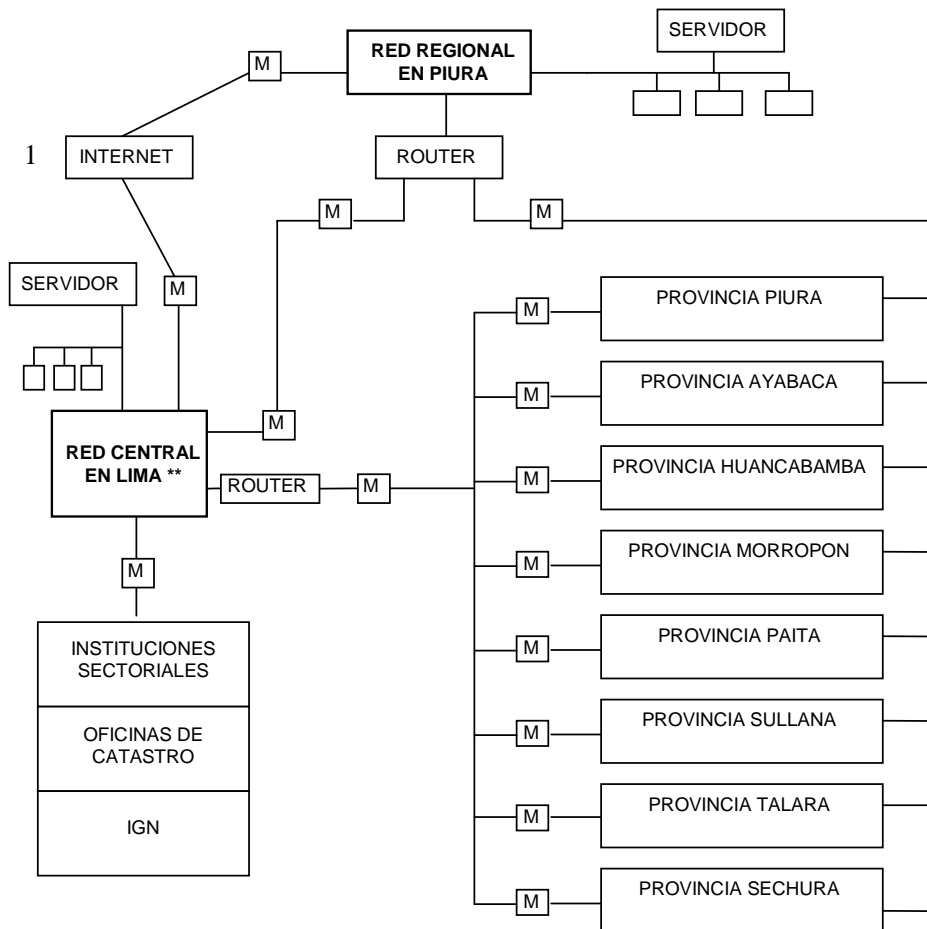 SERVIDOR
RED REGIONAL
EN PIURA
M
1
INTERNET
ROUTER
M
M
SERVIDOR
M
PROVINCIA PIURA
M
PROVINCIA AYABACA
M
M
RED CENTRAL
EN LIMA **
PROVINCIA HUANCABAMBA
M
ROUTER
M
PROVINCIA MORROPON
M
M
INSTITUCIONES
SECTORIALES
PROVINCIA PAITA
M
OFICINAS DE
CATASTRO
PROVINCIA SULLANA
M
IGN
PROVINCIA TALARA
M
PROVINCIA SECHURA
M